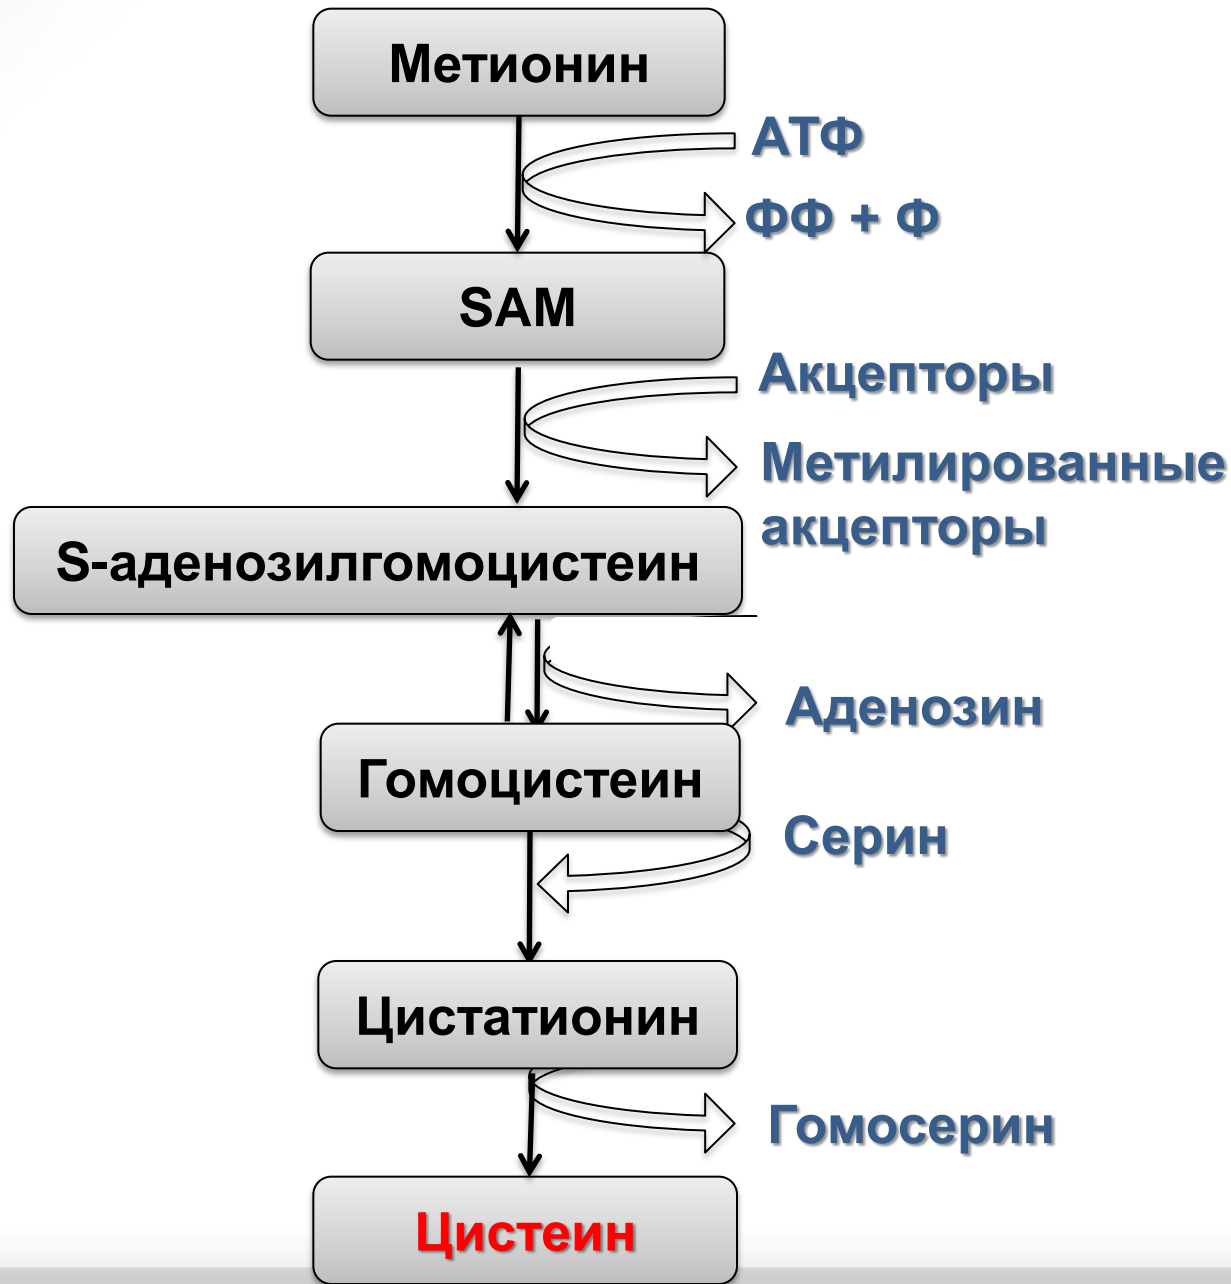 Метионин
АТФ
ФФ + Ф
SAM
Акцепторы
Метилированные
акцепторы
S-аденозилгомоцистеин
Аденозин
Гомоцистеин
Серин
Цистатионин
Гомосерин
Цистеин